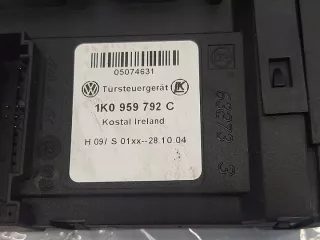 05074631
Türsteuergerät
1K0 959 792 C
Kostal Ireland
H 09/ S 01xx--28.10.04